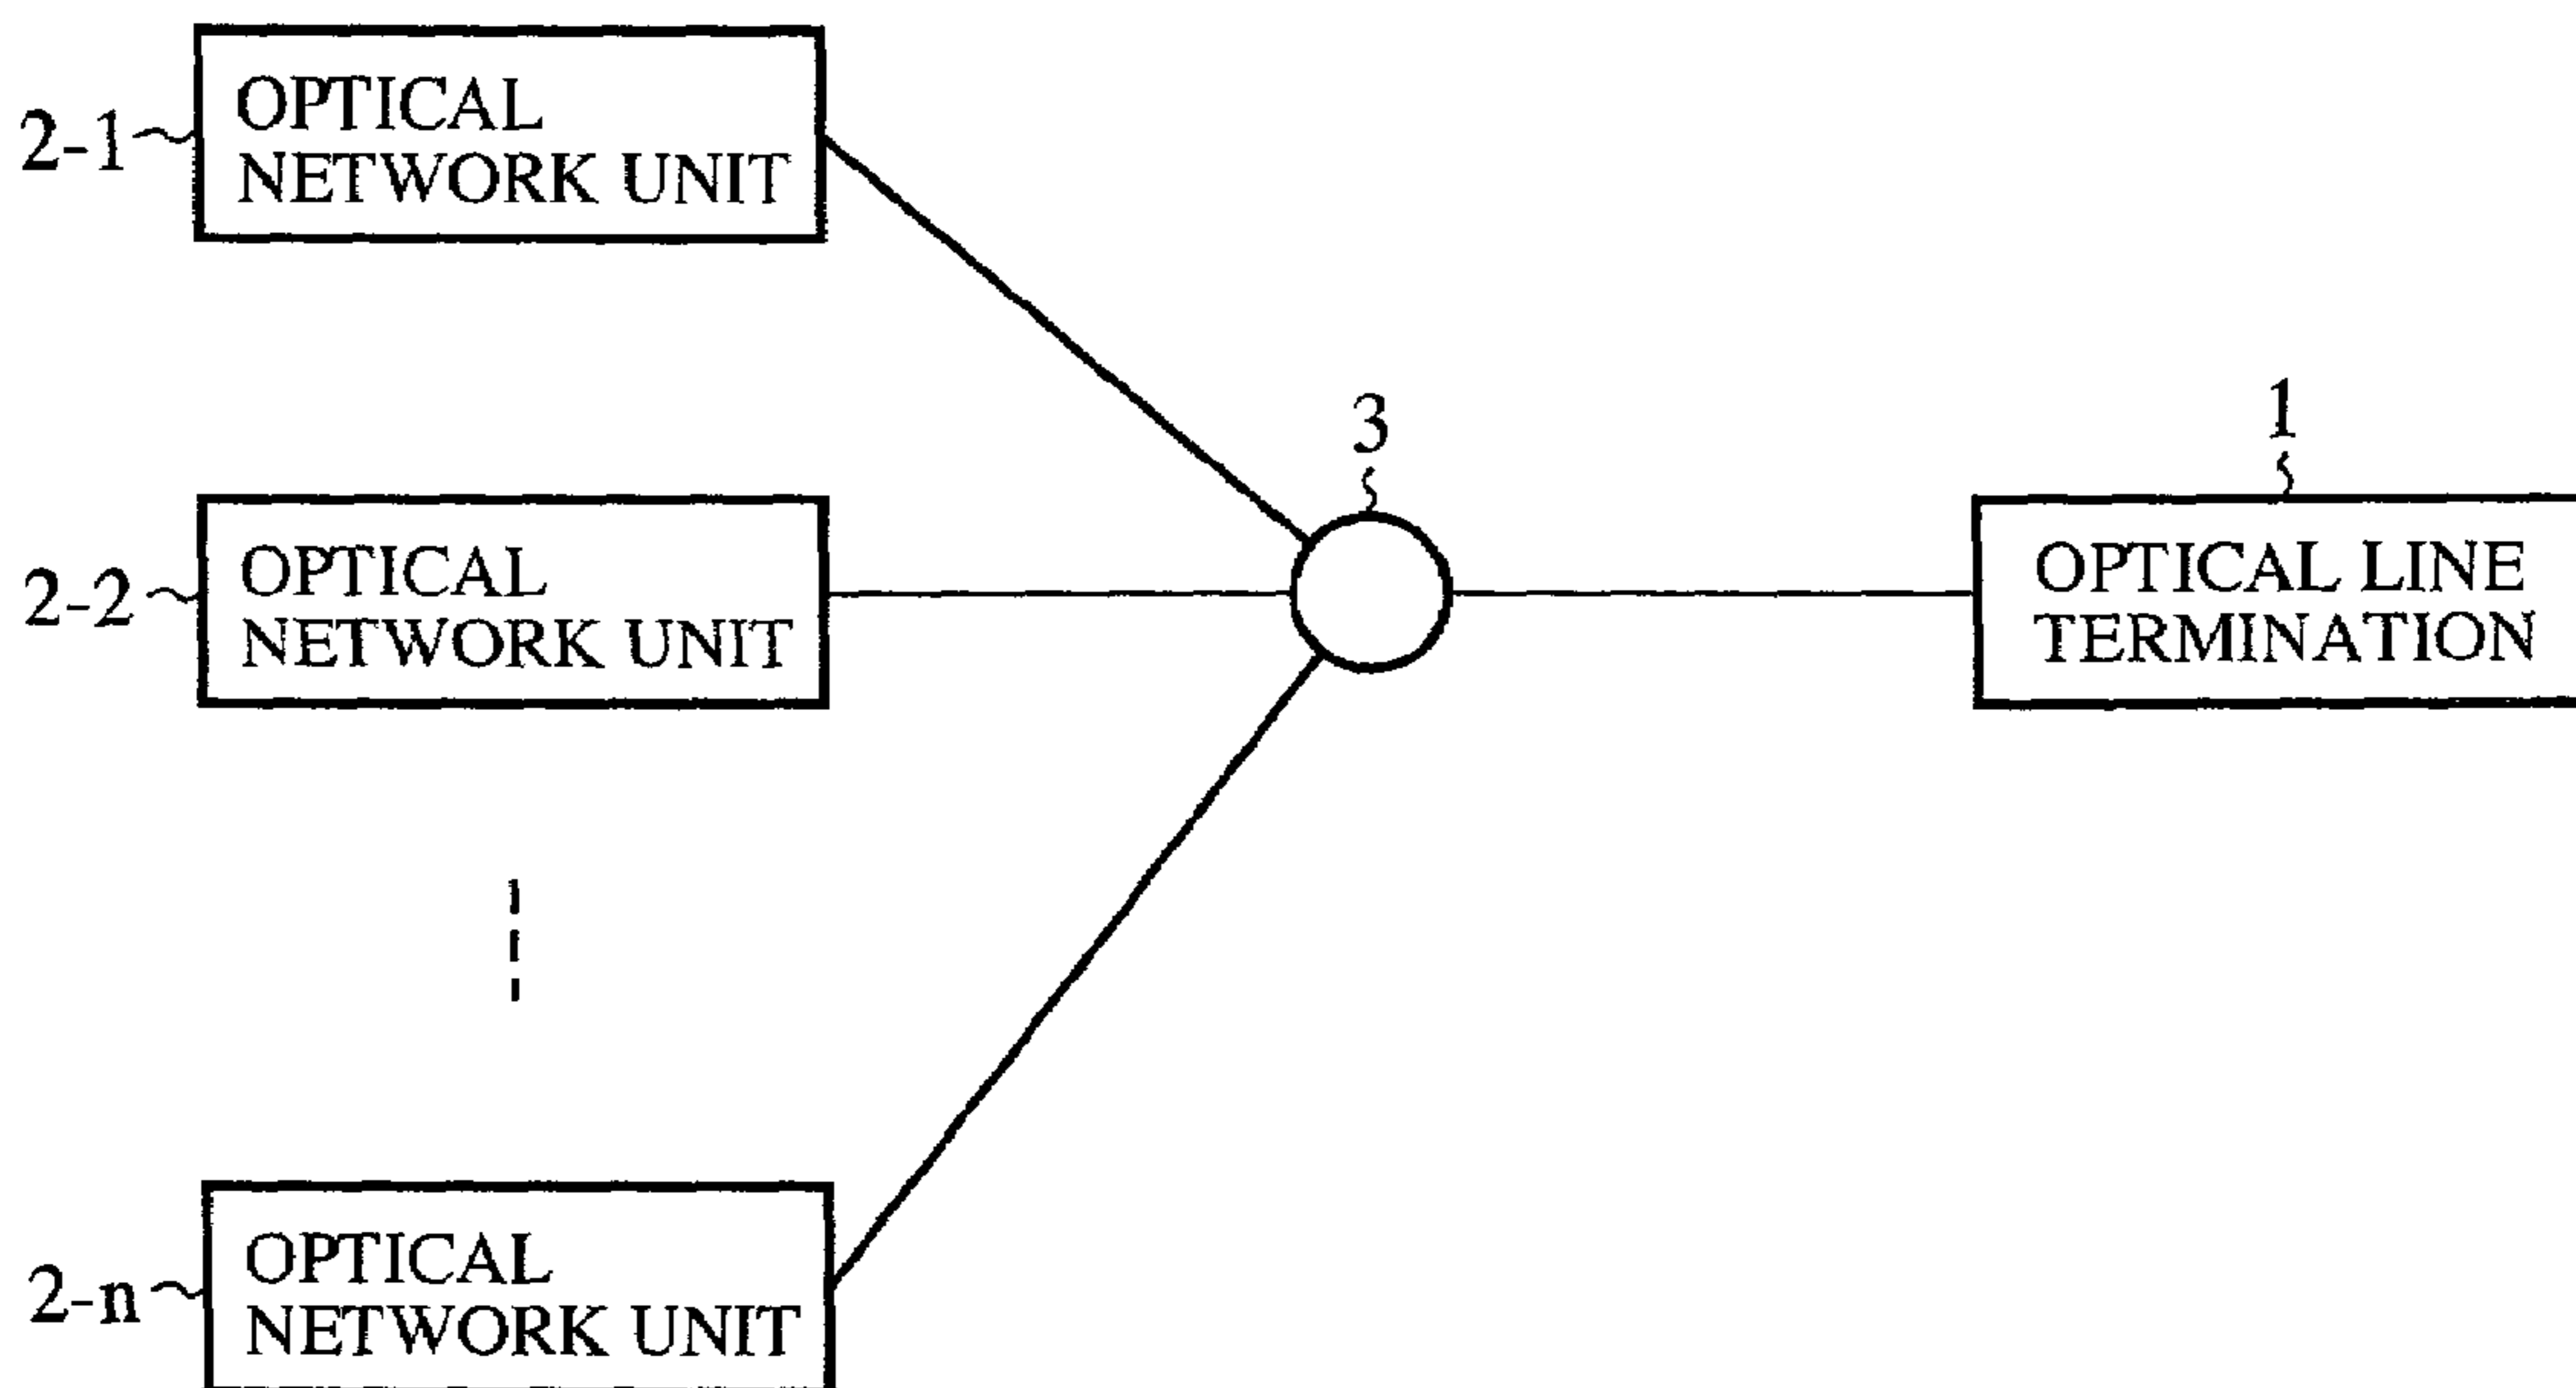 2-1
OPTICAL
NETWORK UNIT
3
1
2-2
OPTICAL
NETWORK UNIT
OPTICAL LINE
TERMINATION
2-n
OPTICAL
NETWORK UNIT